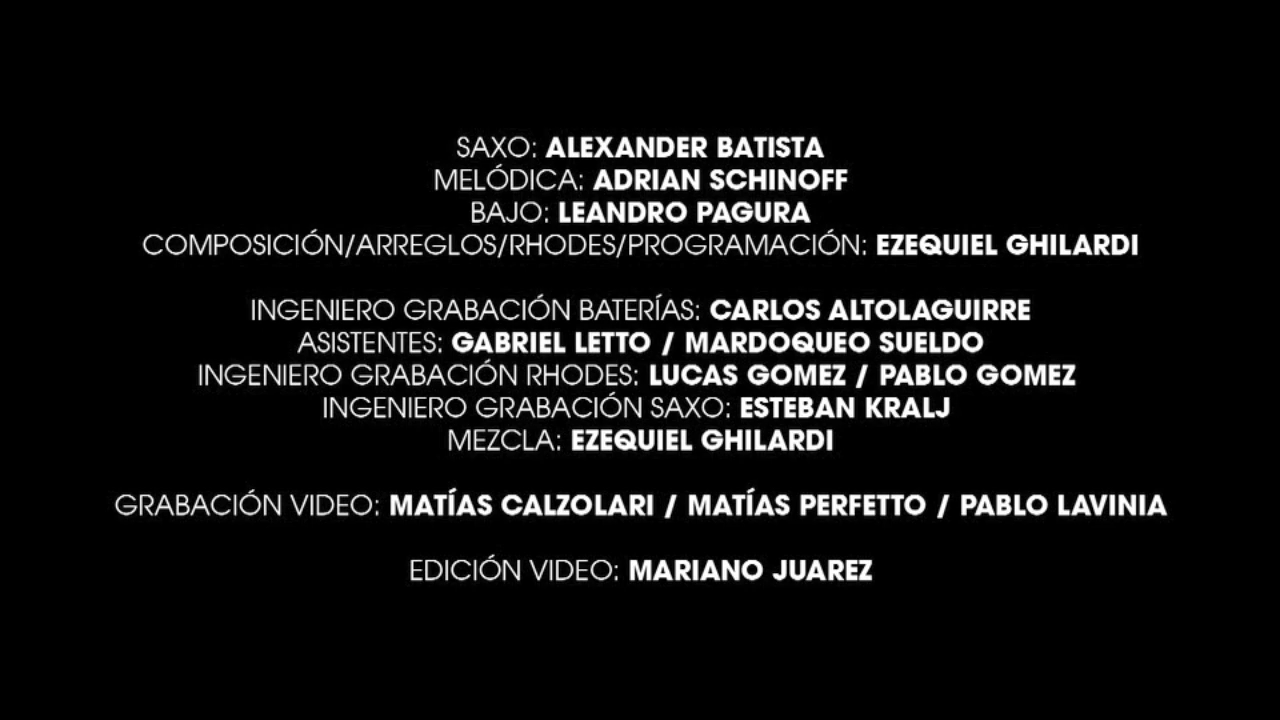 SAXO: ALEXANDER BATISTA
MELÓDICA: ADRIAN SCHINOFF
BAJO: LEANDRO PAGURA
COMPOSICIÓN/ARREGLOS/RHODES/PROGRAMACIÓN: EZEQUIEL GHILARDI
INGENIERO GRABACIÓN BATERÍAS: CARLOS ALTOLAGUIRRE
ASISTENTES: GABRIEL LETTO / MARDOQUEO SUELDO
INGENIERO GRABACIÓN RHODES: LUCAS GOMEZ / PABLO GOMEZ
INGENIERO GRABACIÓN SAXO: ESTEBAN KRALJ
MEZCLA: EZEQUIEL GHILARDI
GRABACIÓN VIDEO: MATÍAS CALZOLARI / MATÍAS PERFETTO / PABLO LAVINIA
EDICIÓN VIDEO: MARIANO JUAREZ